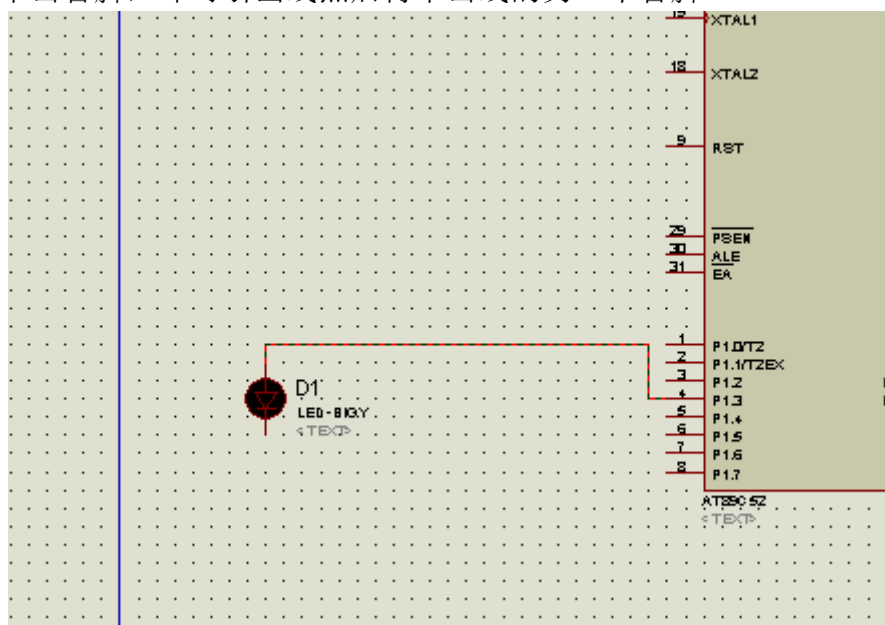 XTAL1
18 XTAL2
9 RST
29 PSEN
30 ALE
31 EA
1 P1.0/T2
2 P1.1/T2EX
3 P1.2
4 P1.3
5 P1.4
6 P1.5
7 P1.6
8 P1.7
D1
LED-BIGY
<TEXT>
AT89C52
<TEXT>